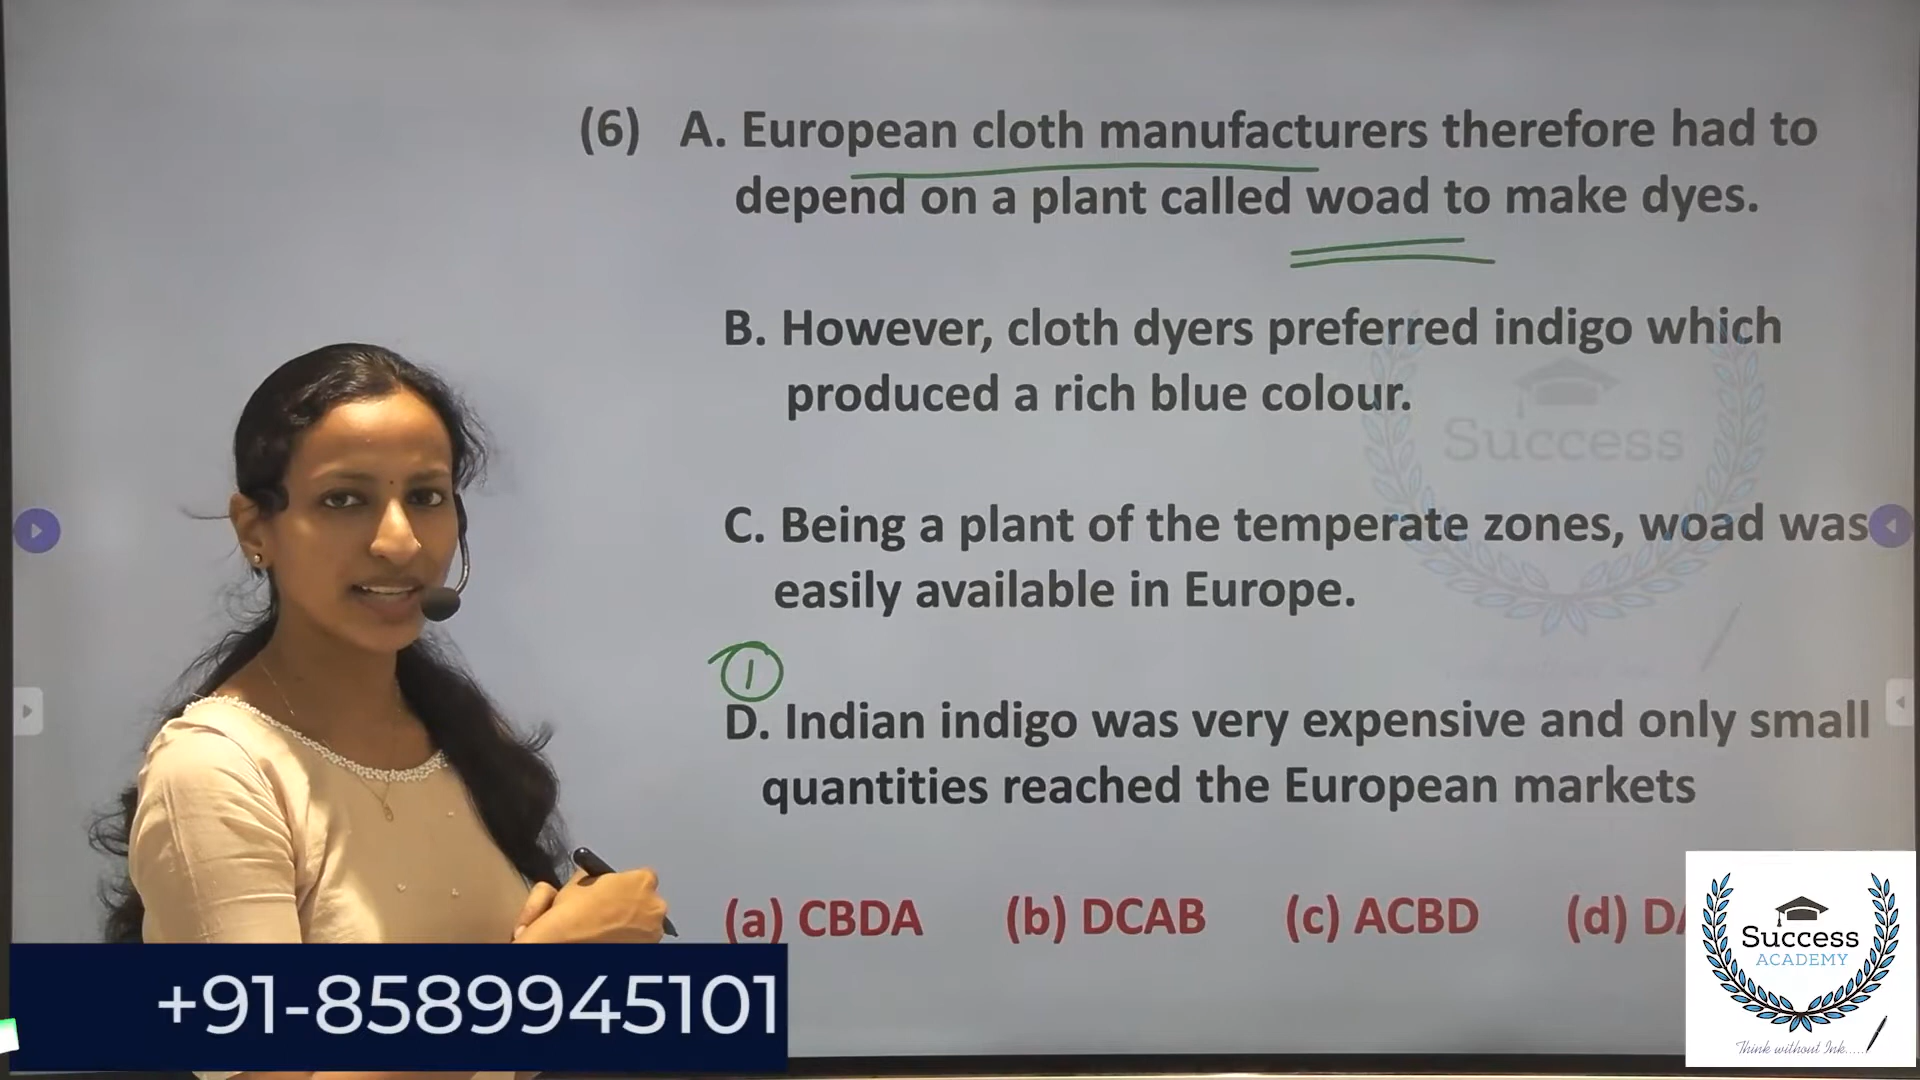 (6) A. European cloth manufacturers therefore had to
depend on a plant called woad to make dyes.
B. However, cloth dyers preferred indigo which
produced a rich blue colour.
Success
C. Being a plant of the temperate zones, woad was
easily available in Europe.
1
D. Indian indigo was very expensive and only small
quantities reached the European markets
(a) CBDA (b) DCAB (c) ACBD (d)
Success
ACADEMY
Think without Ink.....
+91-8589945101